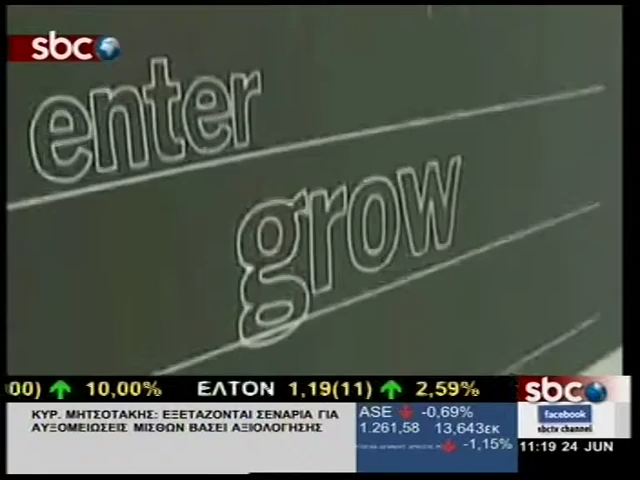 sbc
enter
grow
00) 10,00% ΕΛΤΟΝ 1,19(11) 2,59%
sbc
ΚΥΡ. ΜΗΤΣΟΤΑΚΗΣ: ΕΞΕΤΑΖΟΝΤΑΙ ΣΕΝΑΡΙΑ ΓΙΑ
ΑΥΞΟΜΕΙΩΣΕΙΣ ΜΙΣΘΩΝ ΒΑΣΕΙ ΑΞΙΟΛΟΓΗΣΗΣ
ASE -0,69%
1.261,58 13,643εκ
-1,15%
facebook
sbctv channel
11:19 24 JUN